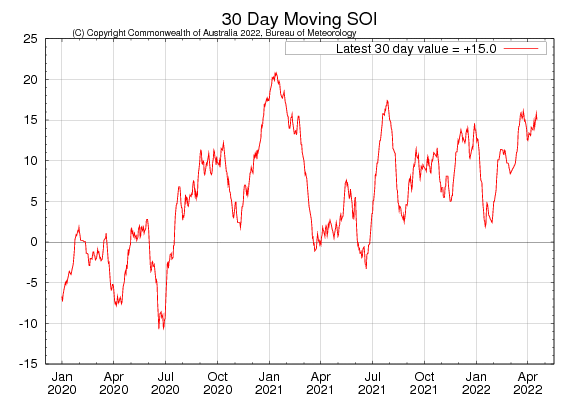 30 Day Moving SOI
(C) Copyright Commonwealth of Australia 2022, Bureau of Meteorology
Latest 30 day value = +15.0
25
20
15
10
5
0
-5
-10
-15
Jan Apr Jul Oct Jan Apr Jul Oct Jan Apr
2020 2020 2020 2020 2021 2021 2021 2021 2022 2022